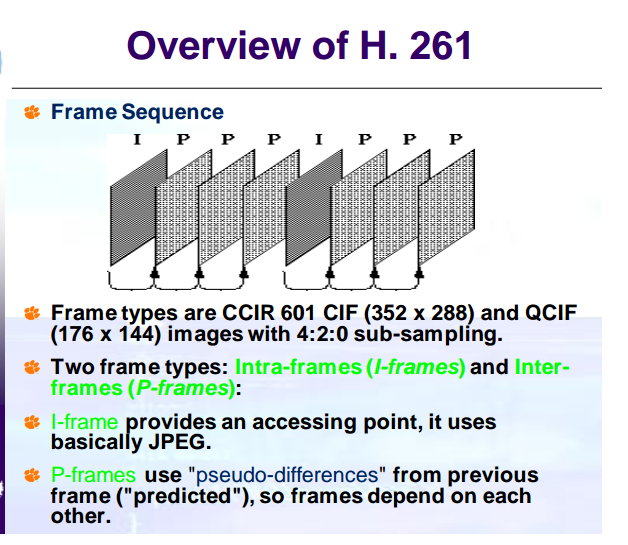 Overview of H. 261
Frame Sequence
I P P P I P P P
Frame types are CCIR 601 CIF (352 x 288) and QCIF
(176 x 144) images with 4:2:0 sub-sampling.
Two frame types: Intra-frames (I-frames) and Inter-
frames (P-frames):
I-frame provides an accessing point, it uses
basically JPEG.
P-frames use "pseudo-differences" from previous
frame ("predicted"), so frames depend on each
other.